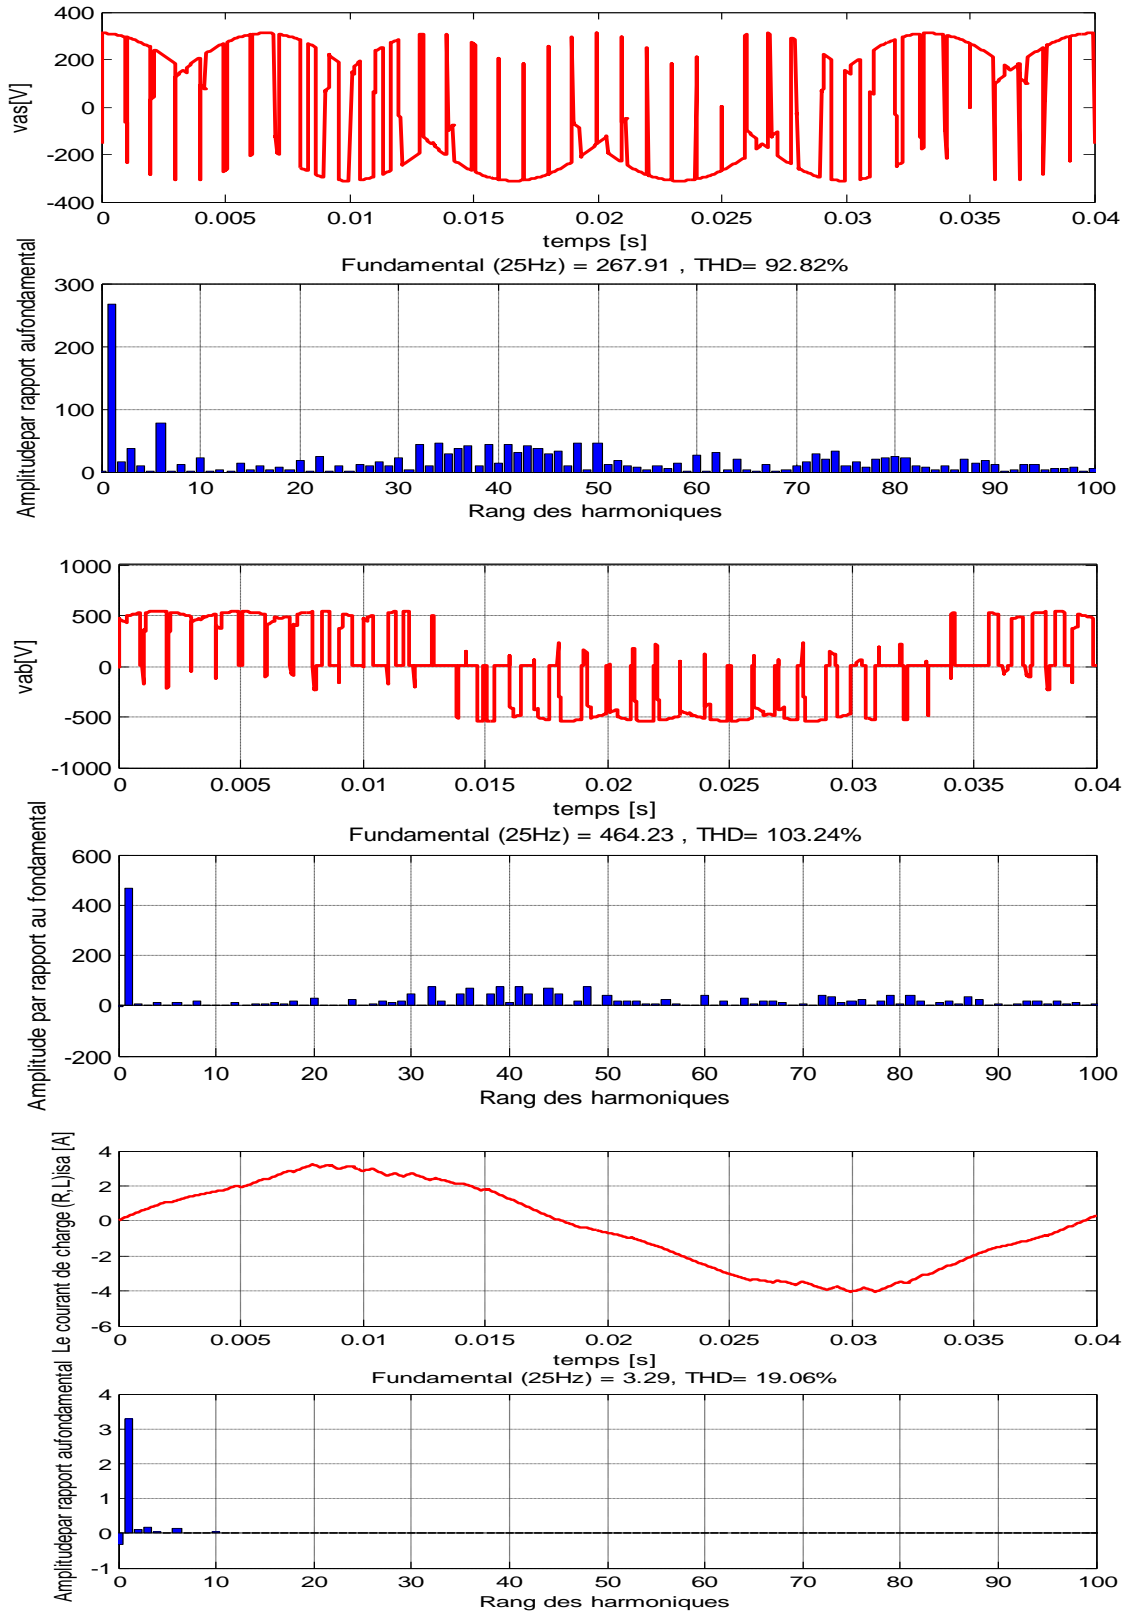 400
200
0
-200
-400
vas[V]
0 0.005 0.01 0.015 0.02 0.025 0.03 0.035 0.04
temps [s]
Fundamental (25Hz) = 267.91 , THD= 92.82%
300
200
100
0
Amplitudepar rapport aufondamental
0 10 20 30 40 50 60 70 80 90 100
Rang des harmoniques
1000
500
0
-500
-1000
vab[V]
0 0.005 0.01 0.015 0.02 0.025 0.03 0.035 0.04
temps [s]
Fundamental (25Hz) = 464.23 , THD= 103.24%
600
400
200
0
-200
Amplitude par rapport au fondamental
0 10 20 30 40 50 60 70 80 90 100
Rang des harmoniques
4
2
0
-2
-4
-6
Le courant de charge (R,L)isa [A]
0 0.005 0.01 0.015 0.02 0.025 0.03 0.035 0.04
temps [s]
Fundamental (25Hz) = 3.29, THD= 19.06%
4
3
2
1
0
-1
Amplitudepar rapport aufondamental
0 10 20 30 40 50 60 70 80 90 100
Rang des harmoniques